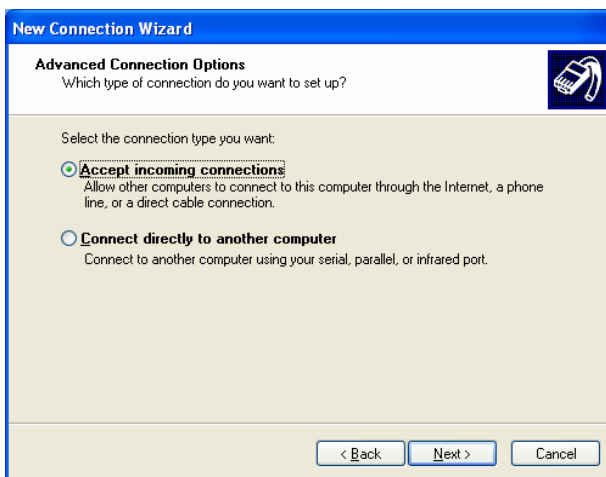 New Connection Wizard
Advanced Connection Options
Which type of connection do you want to set up?
Select the connection type you want:
Accept incoming connections
Allow other computers to connect to this computer through the Internet, a phone
line, or a direct cable connection.
Connect directly to another computer
Connect to another computer using your serial, parallel, or infrared port.
< Back Next > Cancel